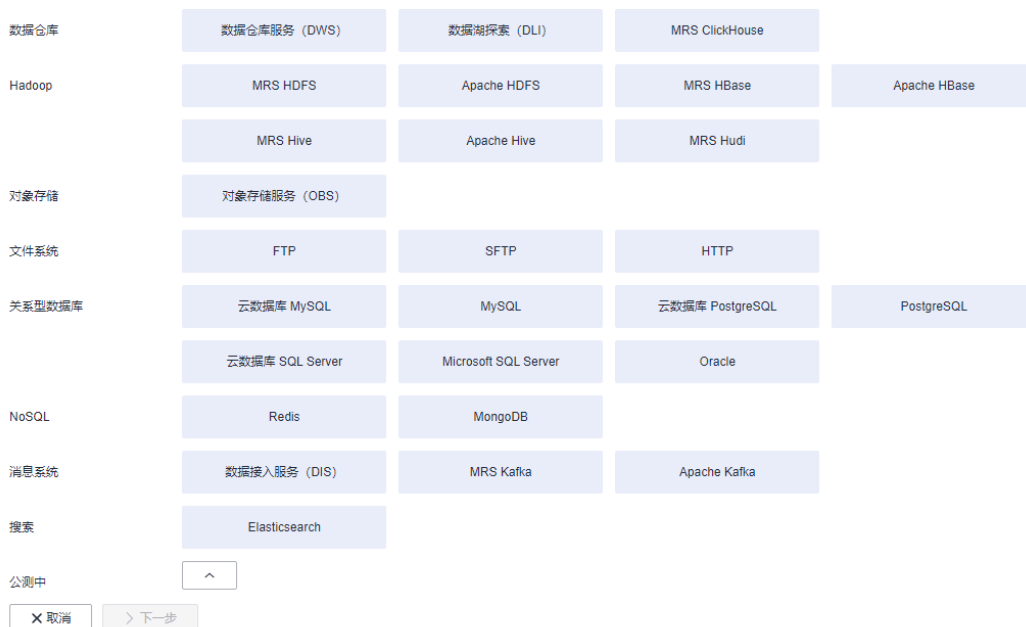 数据仓库 数据仓库服务（DWS） 数据湖探索（DLI） MRS ClickHouse
Hadoop MRS HDFS Apache HDFS MRS HBase Apache HBase
MRS Hive Apache Hive MRS Hudi
对象存储 对象存储服务（OBS）
文件系统 FTP SFTP HTTP
关系型数据库 云数据库 MySQL MySQL 云数据库 PostgreSQL PostgreSQL
云数据库 SQL Server Microsoft SQL Server Oracle
NoSQL Redis MongoDB
消息系统 数据接入服务（DIS） MRS Kafka Apache Kafka
搜索 Elasticsearch
公测中
取消 下一步